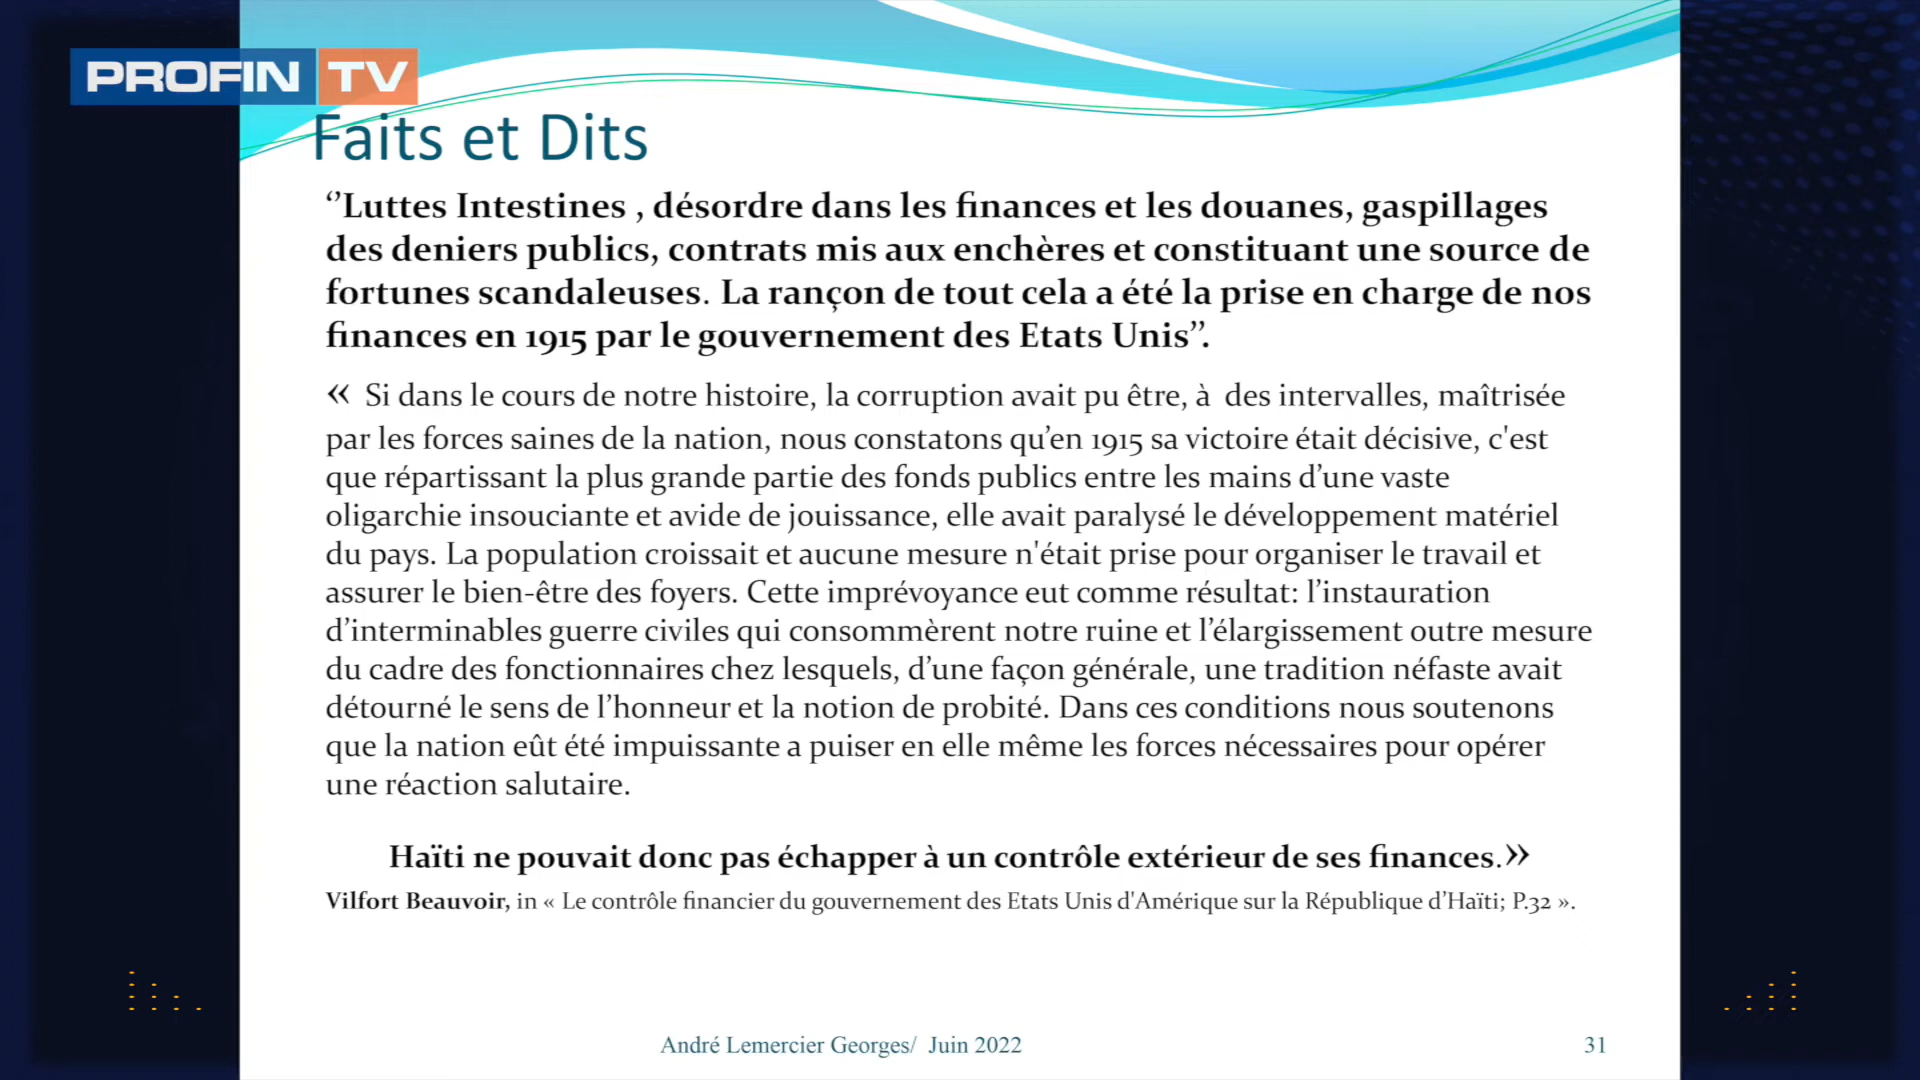 PROFIN TV
Faits et Dits
‘’Luttes Intestines , désordre dans les finances et les douanes, gaspillages
des deniers publics, contrats mis aux enchères et constituant une source de
fortunes scandaleuses. La rançon de tout cela a été la prise en charge de nos
finances en 1915 par le gouvernement des Etats Unis’’.
«  Si dans le cours de notre histoire, la corruption avait pu être, à  des intervalles, maîtrisée
par les forces saines de la nation, nous constatons qu’en 1915 sa victoire était décisive, c'est
que répartissant la plus grande partie des fonds publics entre les mains d’une vaste
oligarchie insouciante et avide de jouissance, elle avait paralysé le développement matériel
du pays. La population croissait et aucune mesure n'était prise pour organiser le travail et
assurer le bien-être des foyers. Cette imprévoyance eut comme résultat: l’instauration
d’interminables guerre civiles qui consommèrent notre ruine et l’élargissement outre mesure
du cadre des fonctionnaires chez lesquels, d’une façon générale, une tradition néfaste avait
détourné le sens de l’honneur et la notion de probité. Dans ces conditions nous soutenons
que la nation eût été impuissante a puiser en elle même les forces nécessaires pour opérer
une réaction salutaire.
Haïti ne pouvait donc pas échapper à un contrôle extérieur de ses finances.»
Vilfort Beauvoir, in « Le contrôle financier du gouvernement des Etats Unis d'Amérique sur la République d’Haïti; P.32 ».
André Lemercier Georges/  Juin 2022
31